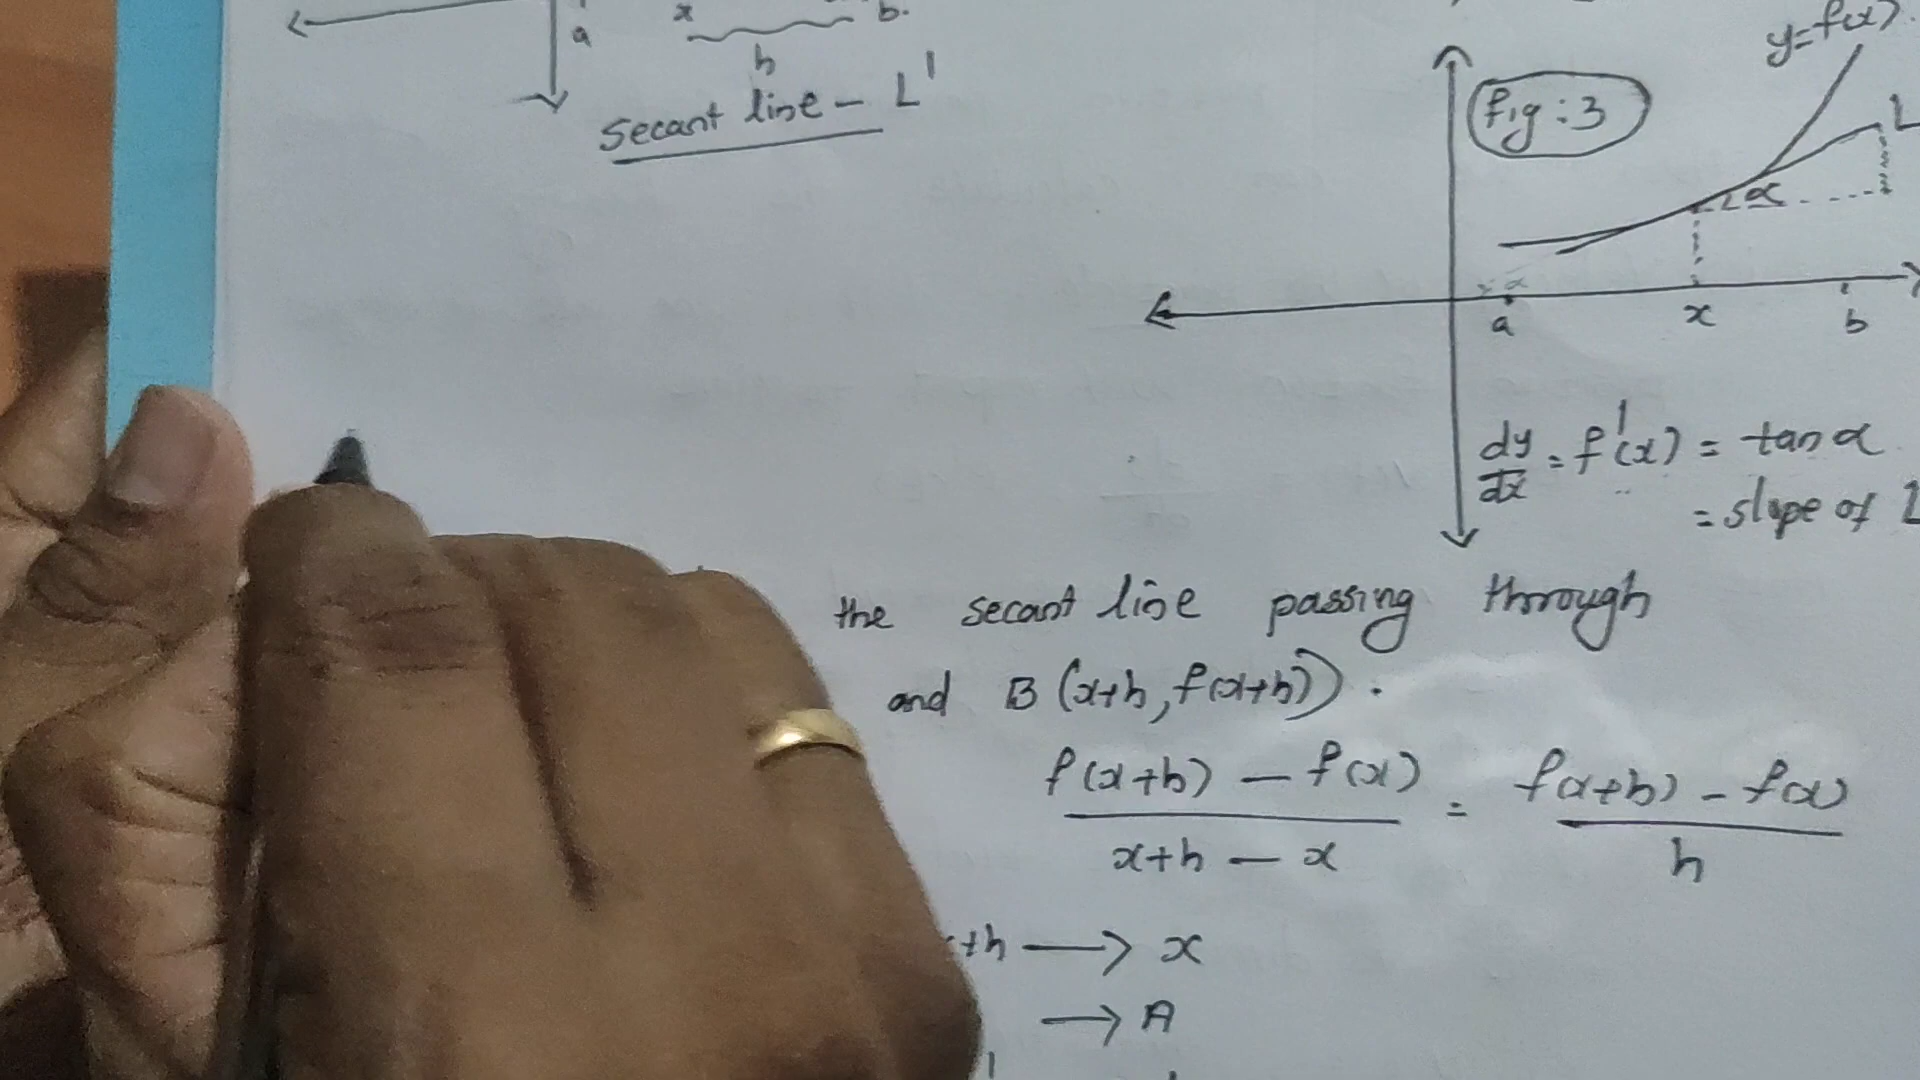 a x b.
h
Secant line - L'
y=f(x).
fig : 3
L
α
a x b
dy/dx = f'(x) = tan α
= slope of L
the secant line passing through
and B (x+h, f(x+h)).
f(x+h) - f(x) / x+h - x = f(x+h) - f(x) / h
+h → x
→ A